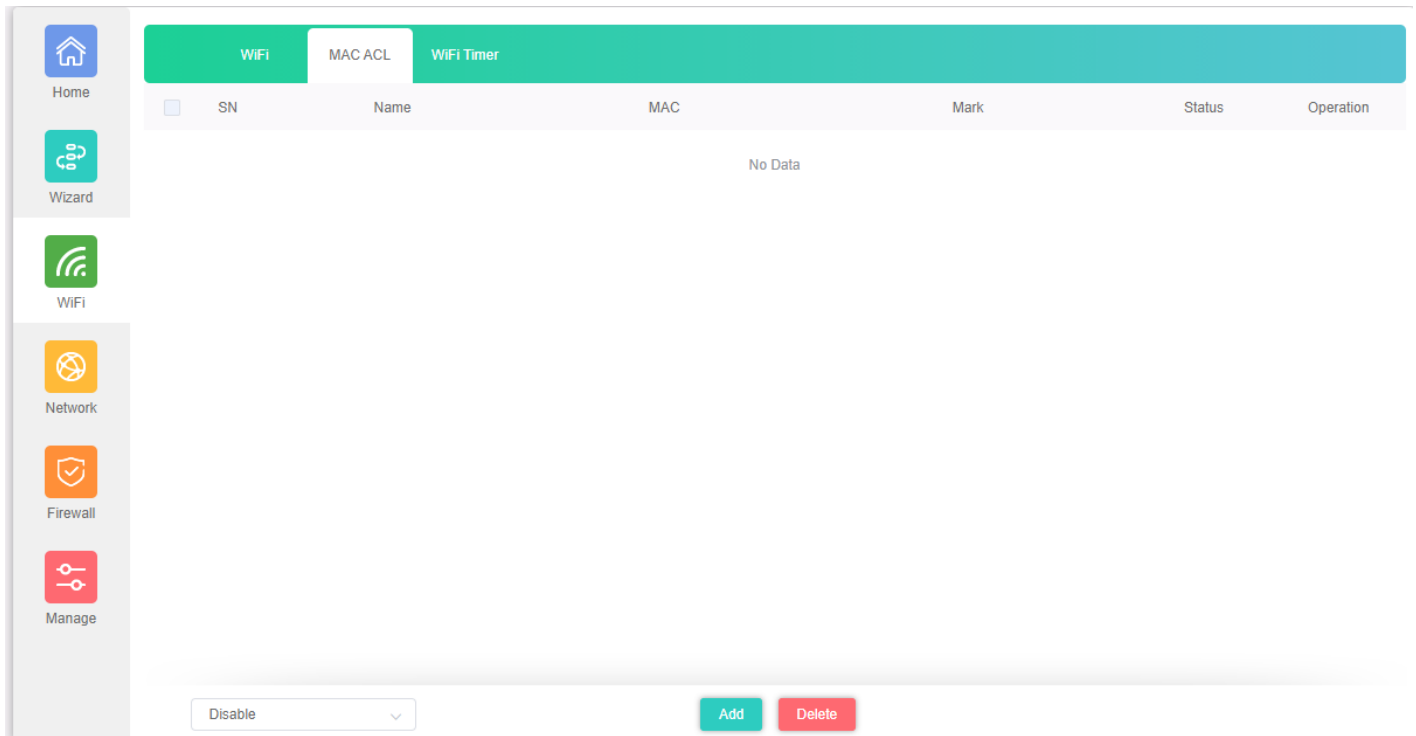 Home
Wizard
WiFi
Network
Firewall
Manage
WiFi MAC ACL WiFi Timer
SN Name MAC Mark Status Operation
No Data
Disable Add Delete